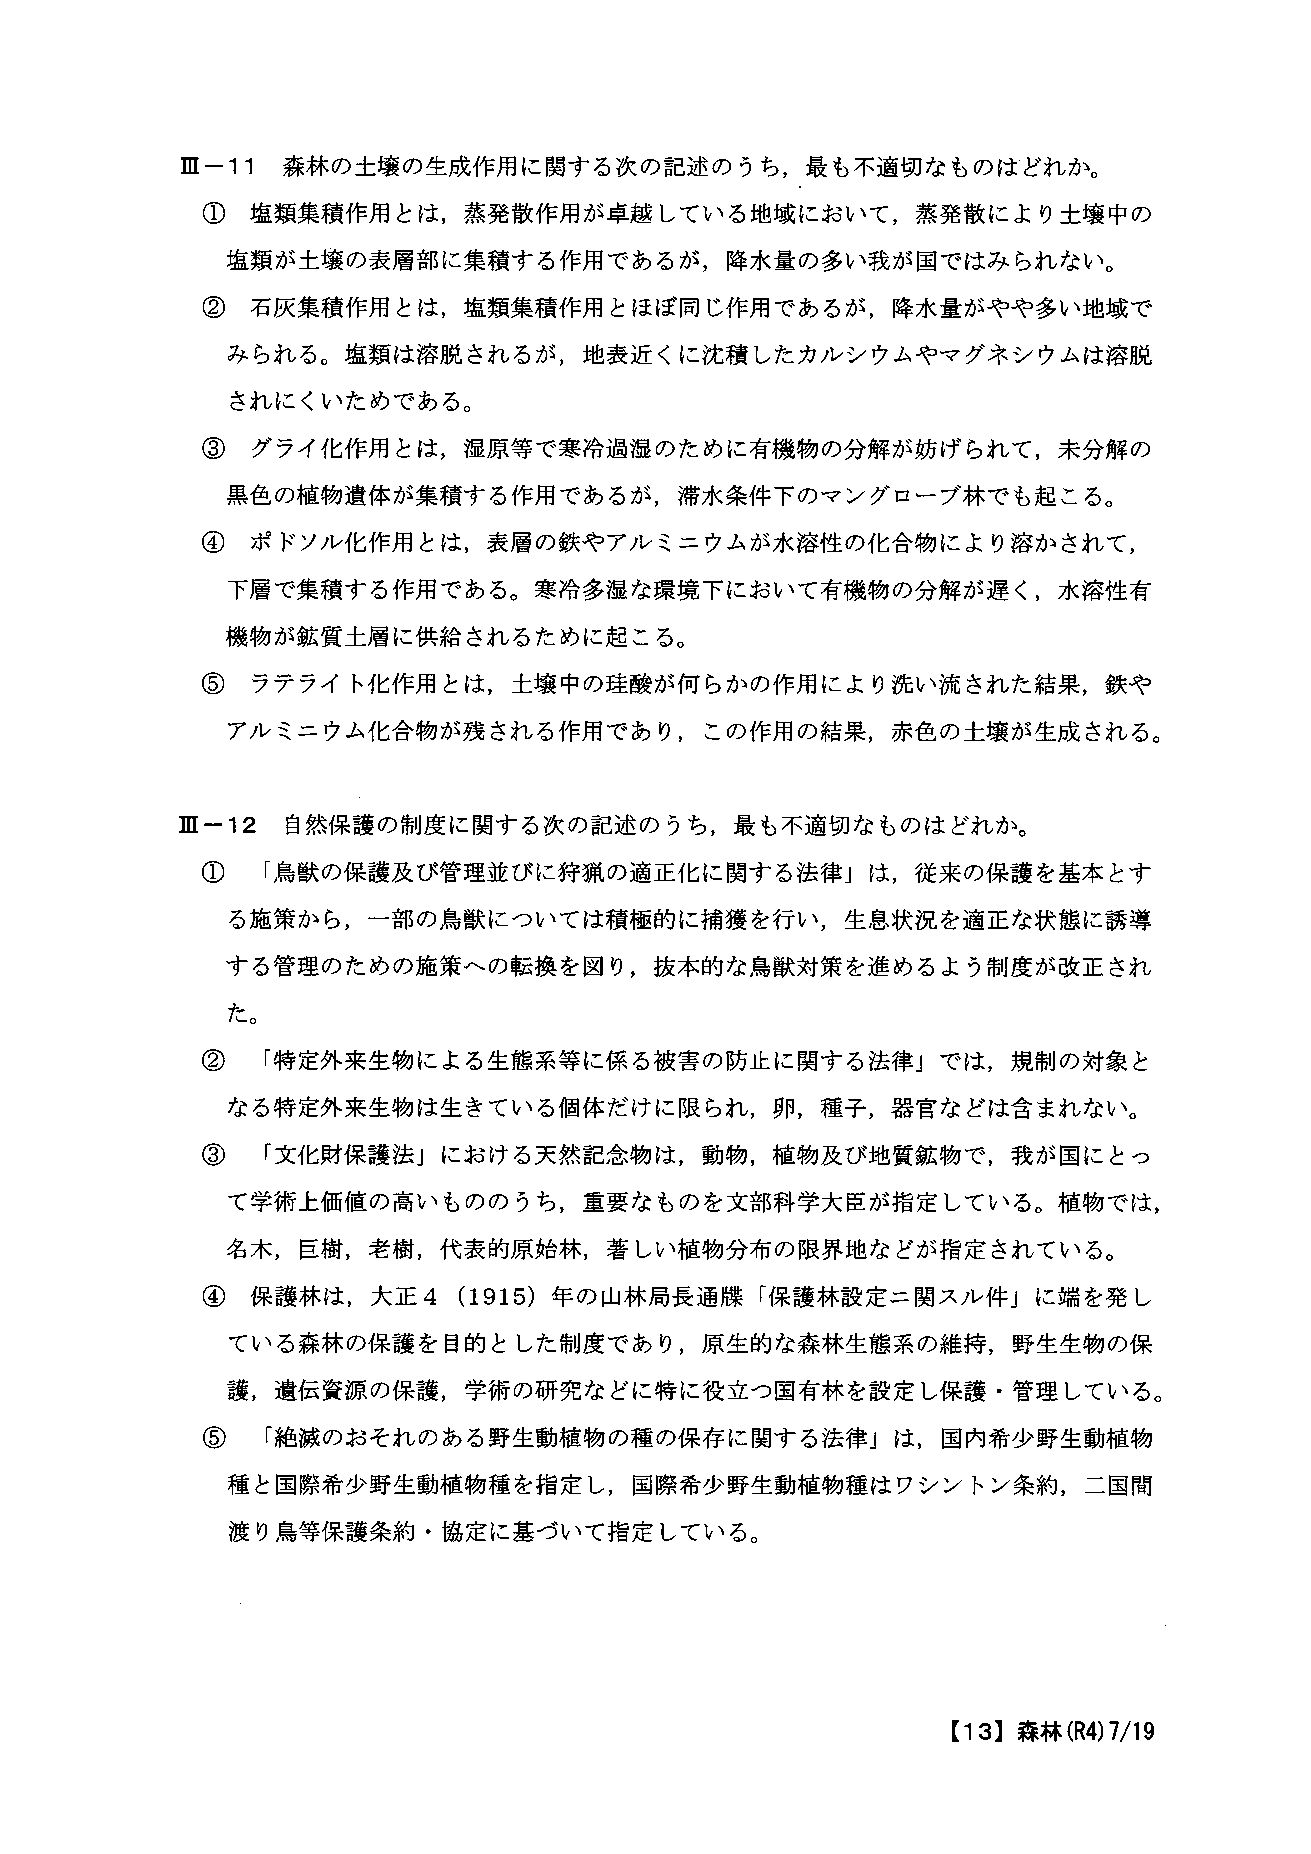 Ⅲ－11　森林の土壌の生成作用に関する次の記述のうち，最も不適切なものはどれか。
①　塩類集積作用とは，蒸発散作用が卓越している地域において，蒸発散により土壌中の
塩類が土壌の表層部に集積する作用であるが，降水量の多い我が国ではみられない。
②　石灰集積作用とは，塩類集積作用とほぼ同じ作用であるが，降水量がやや多い地域で
みられる。塩類は溶脱されるが，地表近くに沈積したカルシウムやマグネシウムは溶脱
されにくいためである。
③　グライ化作用とは，湿原等で寒冷過湿のために有機物の分解が妨げられて，未分解の
黒色の植物遺体が集積する作用であるが，滞水条件下のマングローブ林でも起こる。
④　ポドソル化作用とは，表層の鉄やアルミニウムが水溶性の化合物により溶かされて，
下層で集積する作用である。寒冷多湿な環境下において有機物の分解が遅く，水溶性有
機物が鉱質土層に供給されるために起こる。
⑤　ラテライト化作用とは，土壌中の珪酸が何らかの作用により洗い流された結果，鉄や
アルミニウム化合物が残される作用であり，この作用の結果，赤色の土壌が生成される。
Ⅲ－12　自然保護の制度に関する次の記述のうち，最も不適切なものはどれか。
①　「鳥獣の保護及び管理並びに狩猟の適正化に関する法律」は，従来の保護を基本とす
る施策から，一部の鳥獣については積極的に捕獲を行い，生息状況を適正な状態に誘導
する管理のための施策への転換を図り，抜本的な鳥獣対策を進めるよう制度が改正され
た。
②　「特定外来生物による生態系等に係る被害の防止に関する法律」では，規制の対象と
なる特定外来生物は生きている個体だけに限られ，卵，種子，器官などは含まれない。
③　「文化財保護法」における天然記念物は，動物，植物及び地質鉱物で，我が国にとっ
て学術上価値の高いもののうち，重要なものを文部科学大臣が指定している。植物では，
名木，巨樹，老樹，代表的原始林，著しい植物分布の限界地などが指定されている。
④　保護林は，大正４（1915）年の山林局長通牒「保護林設定ニ関スル件」に端を発し
ている森林の保護を目的とした制度であり，原生的な森林生態系の維持，野生生物の保
護，遺伝資源の保護，学術の研究などに特に役立つ国有林を設定し保護・管理している。
⑤　「絶滅のおそれのある野生動植物の種の保存に関する法律」は，国内希少野生動植物
種と国際希少野生動植物種を指定し，国際希少野生動植物種はワシントン条約，二国間
渡り鳥等保護条約・協定に基づいて指定している。
【13】森林(R4)7/19